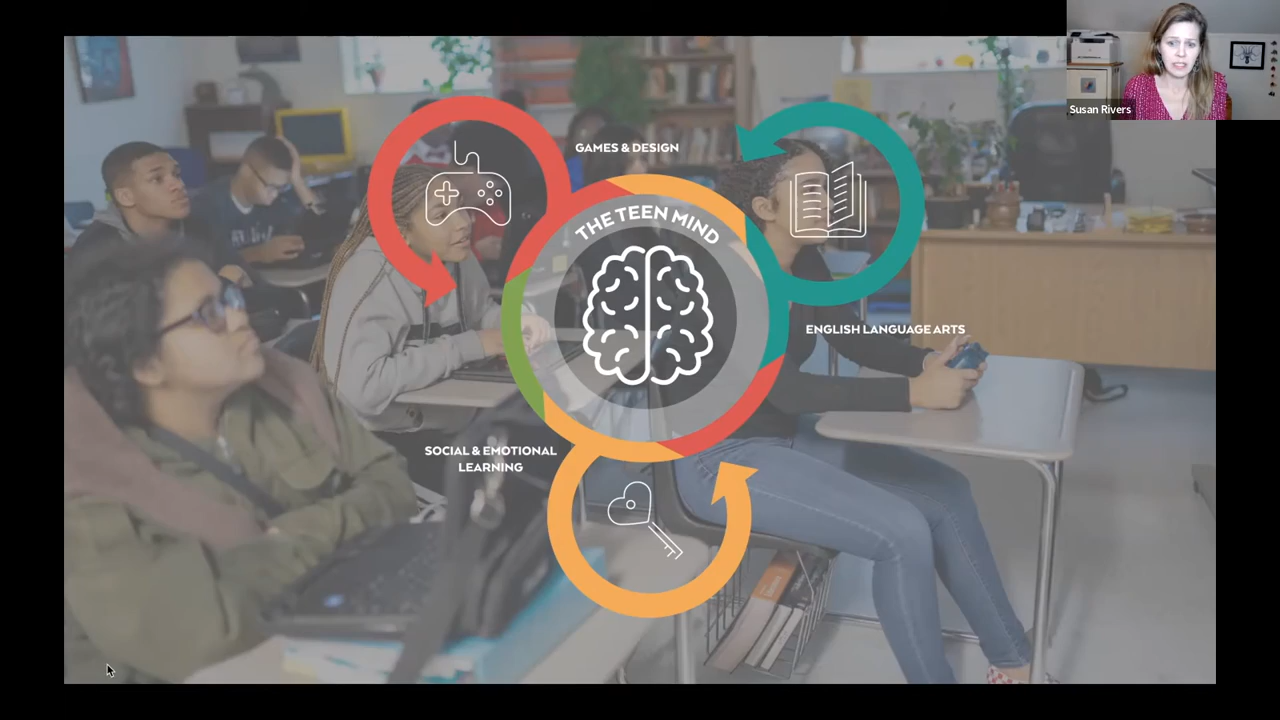 Susan Rivers
GAMES & DESIGN
THE TEEN MIND
ENGLISH LANGUAGE ARTS
SOCIAL & EMOTIONAL
LEARNING